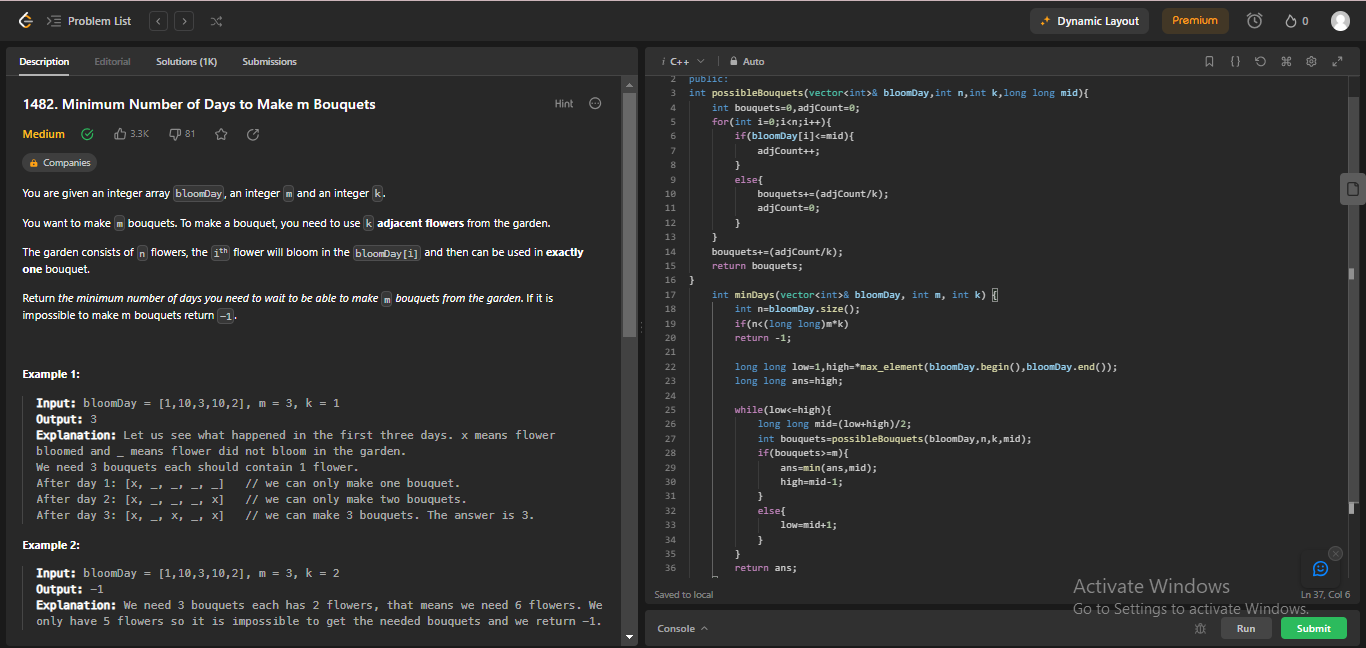 Problem List
Dynamic Layout
Premium
0
Description
Editorial
Solutions (1K)
Submissions
1482. Minimum Number of Days to Make m Bouquets
Hint
Medium
3.3K
81
Companies
You are given an integer array bloomDay, an integer m and an integer k.
You want to make m bouquets. To make a bouquet, you need to use k adjacent flowers from the garden.
The garden consists of n flowers, the ith flower will bloom in the bloomDay[i] and then can be used in exactly
one bouquet.
Return the minimum number of days you need to wait to be able to make m bouquets from the garden. If it is
impossible to make m bouquets return -1.
Example 1:
Input: bloomDay = [1,10,3,10,2], m = 3, k = 1
Output: 3
Explanation: Let us see what happened in the first three days. x means flower
bloomed and _ means flower did not bloom in the garden.
We need 3 bouquets each should contain 1 flower.
After day 1: [x, _, _, _, _]   // we can only make one bouquet.
After day 2: [x, _, _, _, x]   // we can only make two bouquets.
After day 3: [x, _, x, _, x]   // we can make 3 bouquets. The answer is 3.
Example 2:
Input: bloomDay = [1,10,3,10,2], m = 3, k = 2
Output: -1
Explanation: We need 3 bouquets each has 2 flowers, that means we need 6 flowers. We
only have 5 flowers so it is impossible to get the needed bouquets and we return -1.
i C++
Auto
2 public:
3 int possibleBouquets(vector<int>& bloomDay,int n,int k,long long mid){
4 int bouquets=0,adjCount=0;
5 for(int i=0;i<n;i++){
6 if(bloomDay[i]<=mid){
7 adjCount++;
8 }
9 else{
10 bouquets+=(adjCount/k);
11 adjCount=0;
12 }
13 }
14 bouquets+=(adjCount/k);
15 return bouquets;
16 }
17 int minDays(vector<int>& bloomDay, int m, int k) {
18 int n=bloomDay.size();
19 if(n<(long long)m*k)
20 return -1;
21
22 long long low=1,high=*max_element(bloomDay.begin(),bloomDay.end());
23 long long ans=high;
24
25 while(low<=high){
26 long long mid=(low+high)/2;
27 int bouquets=possibleBouquets(bloomDay,n,k,mid);
28 if(bouquets>=m){
29 ans=min(ans,mid);
30 high=mid-1;
31 }
32 else{
33 low=mid+1;
34 }
35 }
36 return ans;
Saved to local
Ln 37, Col 6
Activate Windows
Go to Settings to activate Windows.
Console
Run
Submit